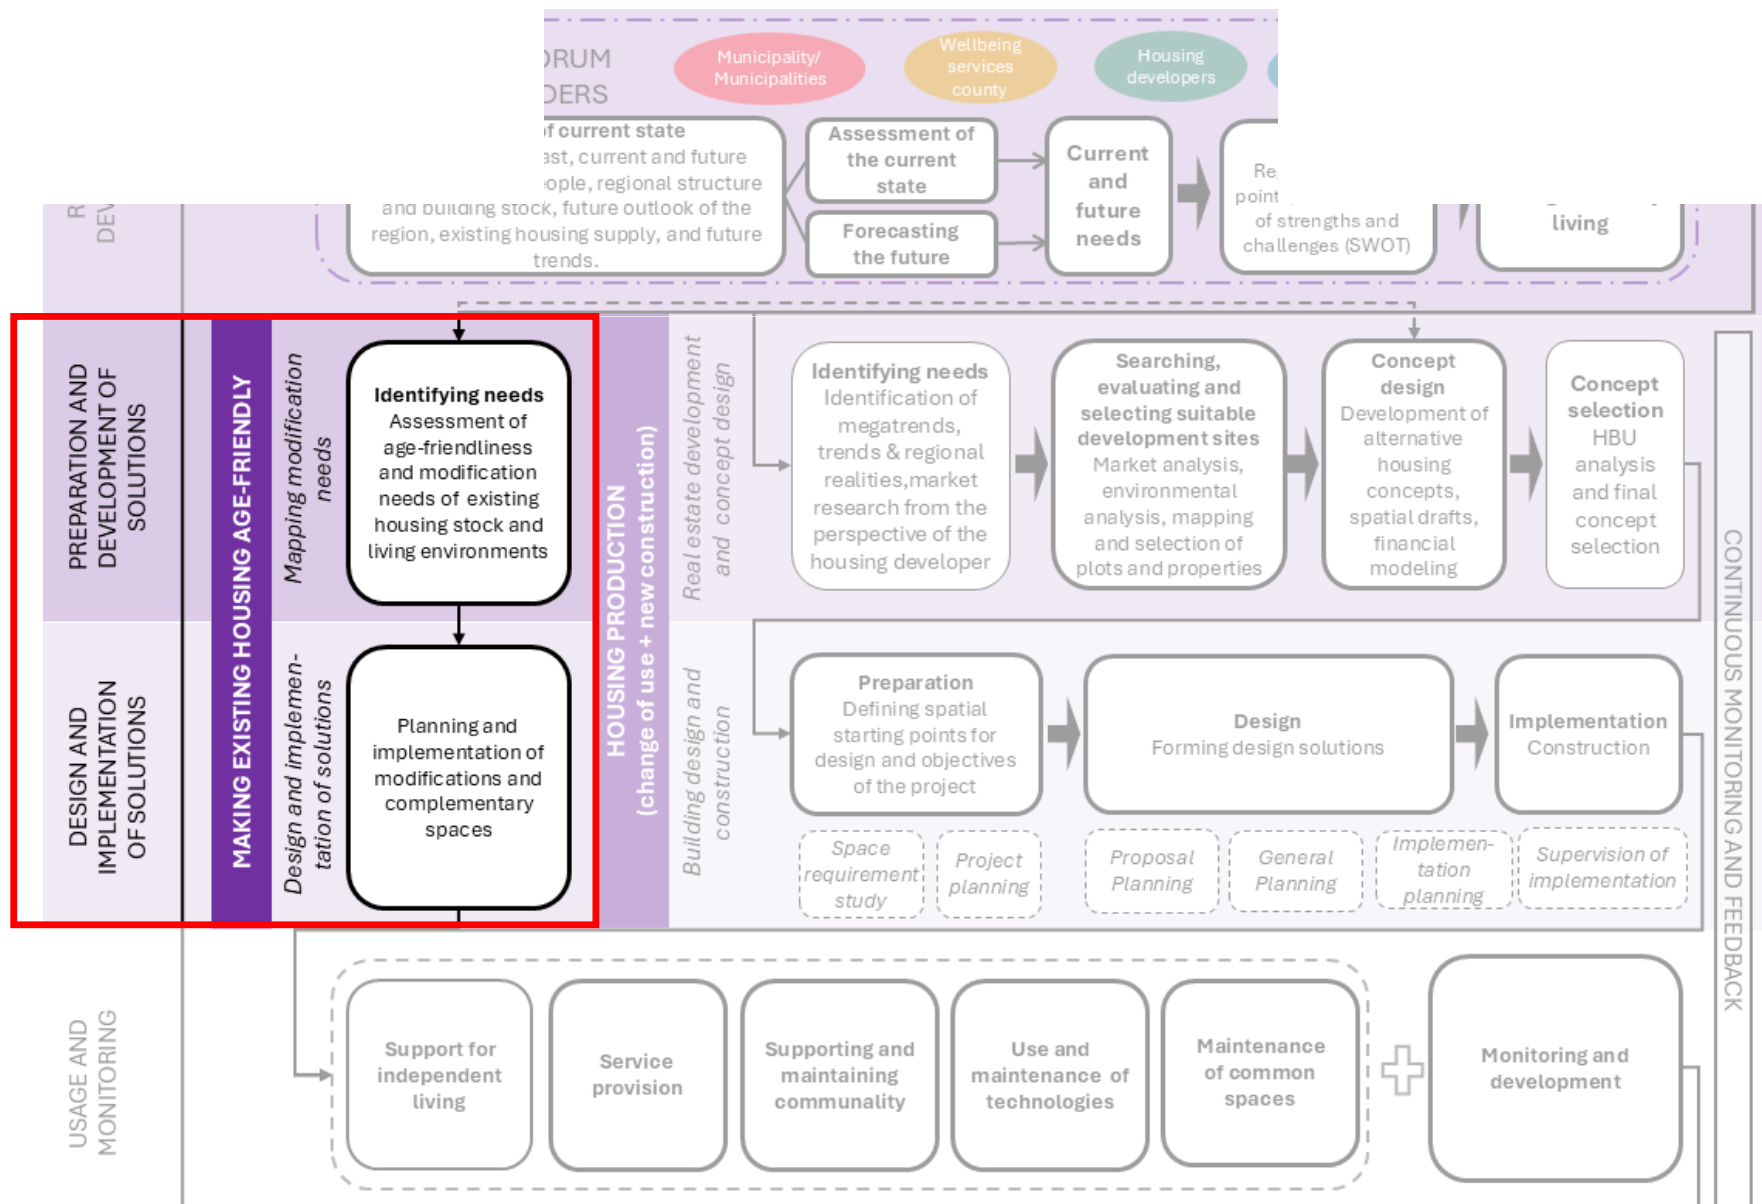 ORUM
DERS
Municipality/
Municipalities
Wellbeing
services
county
Housing
developers
of current state
ast, current and future
eople, regional structure
and building stock, future outlook of the
region, existing housing supply, and future
trends.
Assessment of
the current
state
Forecasting
the future
Current
and
future
needs
of strengths and
challenges (SWOT)
living
PREPARATION AND
DEVELOPMENT OF
SOLUTIONS
MAKING EXISTING HOUSING AGE-FRIENDLY
Mapping modification
needs
Identifying needs
Assessment of
age-friendliness
and modification
needs of existing
housing stock and
living environments
HOUSING PRODUCTION
(change of use + new construction)
Real estate development
and concept design
Identifying needs
Identification of
megatrends,
trends & regional
realities,market
research from the
perspective of the
housing developer
Searching,
evaluating and
selecting suitable
development sites
Market analysis,
environmental
analysis, mapping
and selection of
plots and properties
Concept
design
Development of
alternative
housing
concepts,
spatial drafts,
financial
modeling
Concept
selection
HBU
analysis
and final
concept
selection
CONTINUOUS MONITORING AND FEEDBACK
DESIGN AND
IMPLEMENTATION
OF SOLUTIONS
Design and implemen-
tation of solutions
Planning and
implementation of
modifications and
complementary
spaces
Building design and
construction
Preparation
Defining spatial
starting points for
design and objectives
of the project
Design
Forming design solutions
Implementation
Construction
Space
requirement
study
Project
planning
Proposal
Planning
General
Planning
Implemen-
tation
planning
Supervision of
implementation
USAGE AND
MONITORING
Support for
independent
living
Service
provision
Supporting and
maintaining
communality
Use and
maintenance of
technologies
Maintenance
of common
spaces
Monitoring and
development